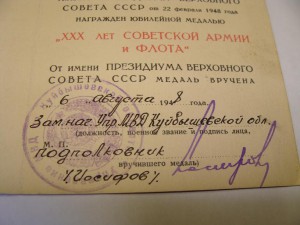 СОВЕТА СССР от 22 февраля 1948 года
НАГРАЖДЕН ЮБИЛЕЙНОЙ МЕДАЛЬЮ
„XXX ЛЕТ СОВЕТСКОЙ АРМИИ
И ФЛОТА“
От имени ПРЕЗИДИУМА ВЕРХОВНОГО
СОВЕТА СССР МЕДАЛЬ ВРУЧЕНА
6 августа 1948 года.
Зам. нач. Упр. МВД Куйбышевской обл.
(должность, военное звание и подпись лица,
М. П.
вручившего медаль)
подполковник
/Иосифов/.